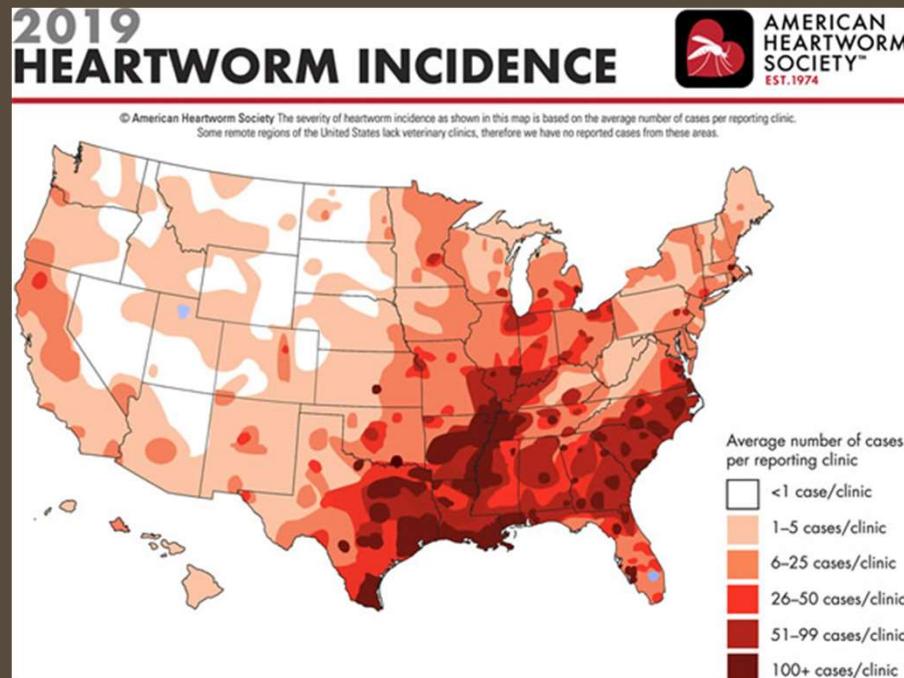 2019
HEARTWORM INCIDENCE
AMERICAN
HEARTWORM
SOCIETY™
EST.1974
© American Heartworm Society The severity of heartworm incidence as shown in this map is based on the average number of cases per reporting clinic.
Some remote regions of the United States lack veterinary clinics, therefore we have no reported cases from these areas.
Average number of cases
per reporting clinic
<1 case/clinic
1–5 cases/clinic
6–25 cases/clinic
26–50 cases/clinic
51–99 cases/clinic
100+ cases/clinic